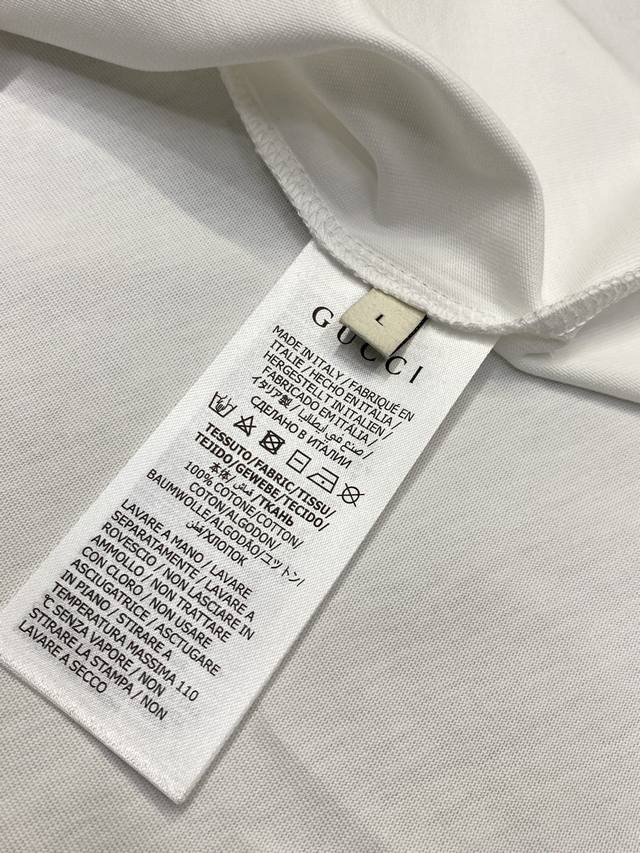 L
GUCCI
MADE IN ITALY / FABRIQUÉ EN
ITALIE / HECHO EN ITALIA /
HERGESTELLT IN ITALIEN /
FABRICADO EM ITALIA /
イタリア製 / صنع في إيطاليا /
СДЕЛАНО В ИТАЛИИ
TESSUTO/FABRIC/TISSU/
TEJIDO/GEWEBE/TECIDO/
本体/قماش/ТКАНЬ
100% COTONE/COTTON/
COTON/ALGODON/
BAUMWOLLE/ALGODÃO/ユットン/
قطن/ХЛОПОК
LAVARE A MANO / LAVARE
SEPARATAMENTE / LAVARE A
ROVESCIO / NON LASCIARE IN
AMMOLLO / NON TRATTARE
CON CLORO / NON USARE
ASCIUGATRICE / ASCTUGARE
IN PIANO / STIRARE A
TEMPERATURA MASSIMA 110
°C SENZA VAPORE / NON
STIRARE LA STAMPA / NON
LAVARE A SECCO